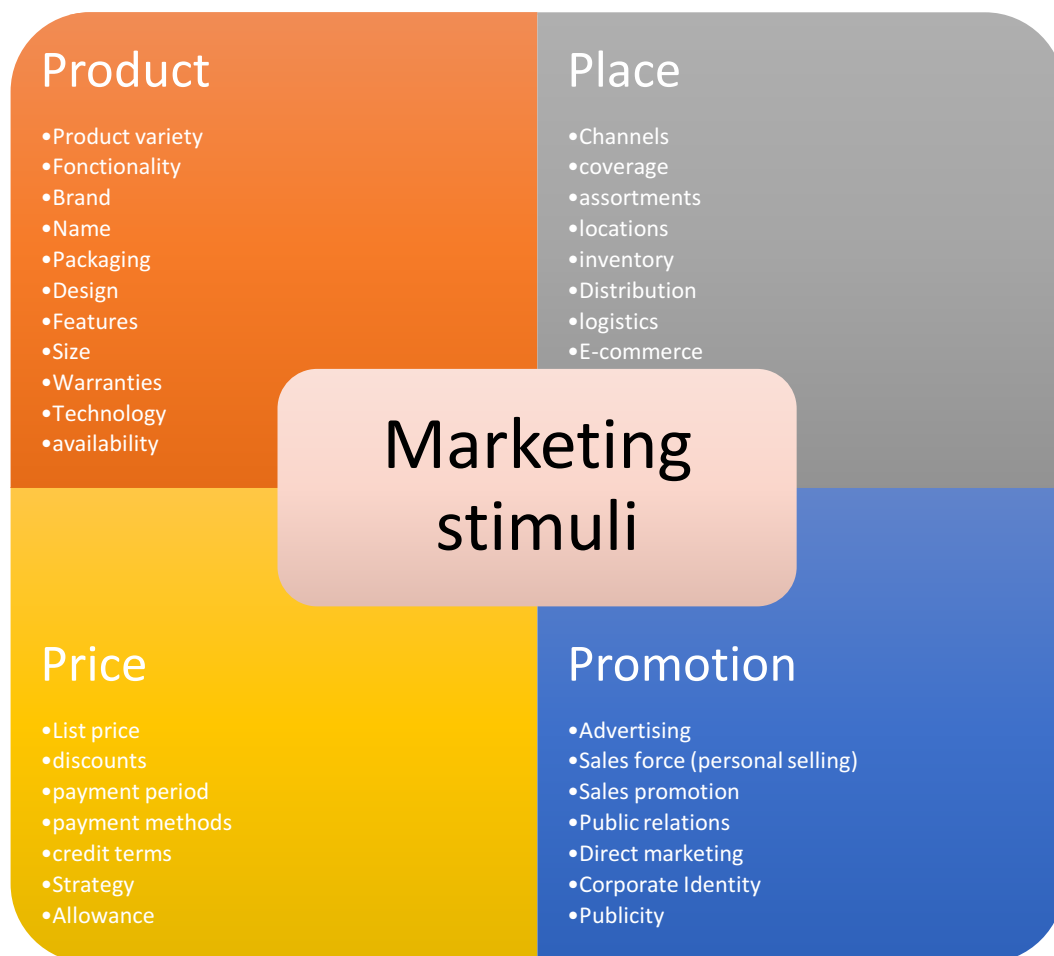 Product
•Product variety
•Fonctionality
•Brand
•Name
•Packaging
•Design
•Features
•Size
•Warranties
•Technology
•availability
Place
•Channels
•coverage
•assortments
•locations
•inventory
•Distribution
•logistics
•E-commerce
Marketing
stimuli
Price
•List price
•discounts
•payment period
•payment methods
•credit terms
•Strategy
•Allowance
Promotion
•Advertising
•Sales force (personal selling)
•Sales promotion
•Public relations
•Direct marketing
•Corporate Identity
•Publicity